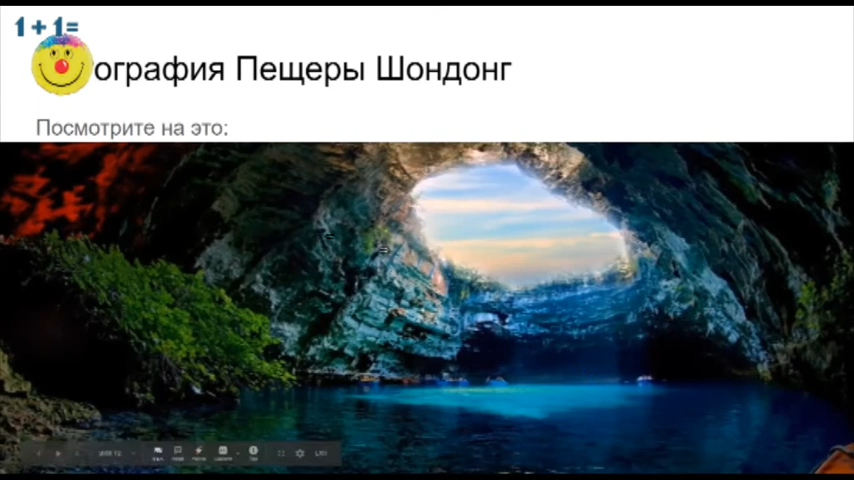 1+1=
ография Пещеры Шондонг
Посмотрите на это: